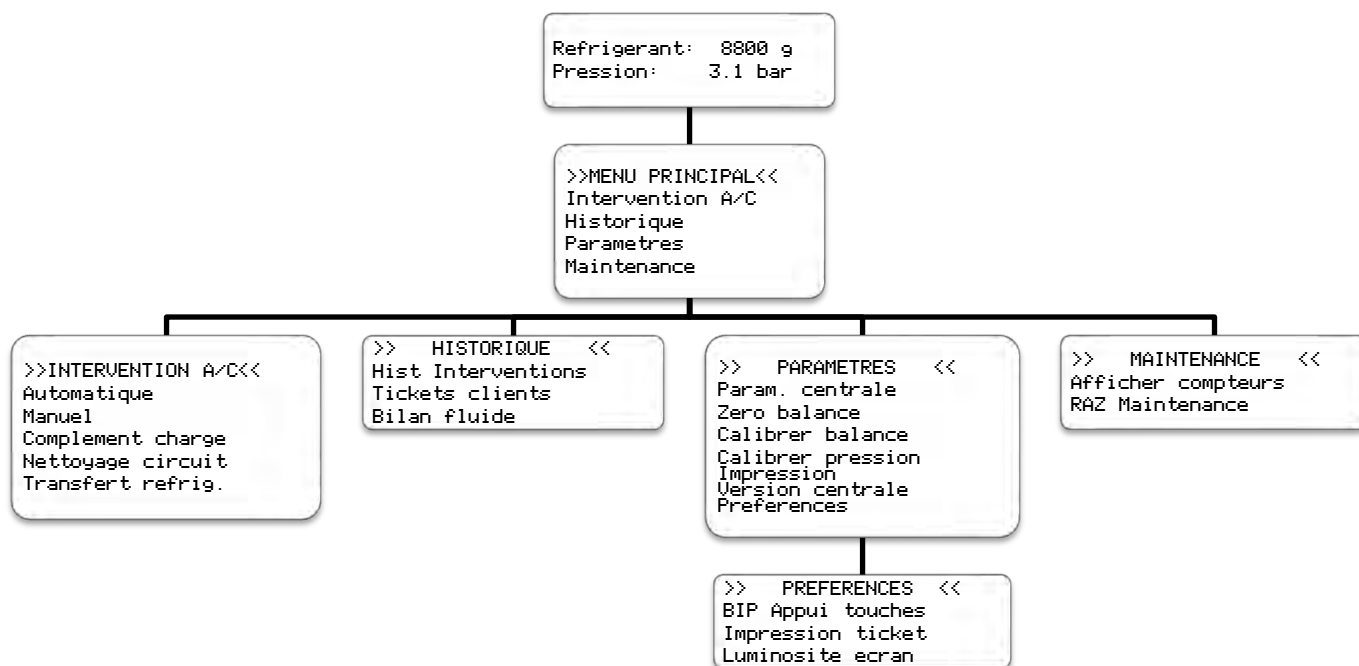 Refrigerant: 8800 g
Pression: 3.1 bar
>>MENU PRINCIPAL<<
Intervention A/C
Historique
Parametres
Maintenance
>>INTERVENTION A/C<<
Automatique
Manuel
Complement charge
Nettoyage circuit
Transfert refrig.
>> HISTORIQUE <<
Hist Interventions
Tickets clients
Bilan fluide
>> PARAMETRES <<
Param. centrale
Zero balance
Calibrer balance
Calibrer pression
Impression
Version centrale
Preferences
>> MAINTENANCE <<
Afficher compteurs
RAZ Maintenance
>> PREFERENCES <<
BIP Appui touches
Impression ticket
Luminosite ecran